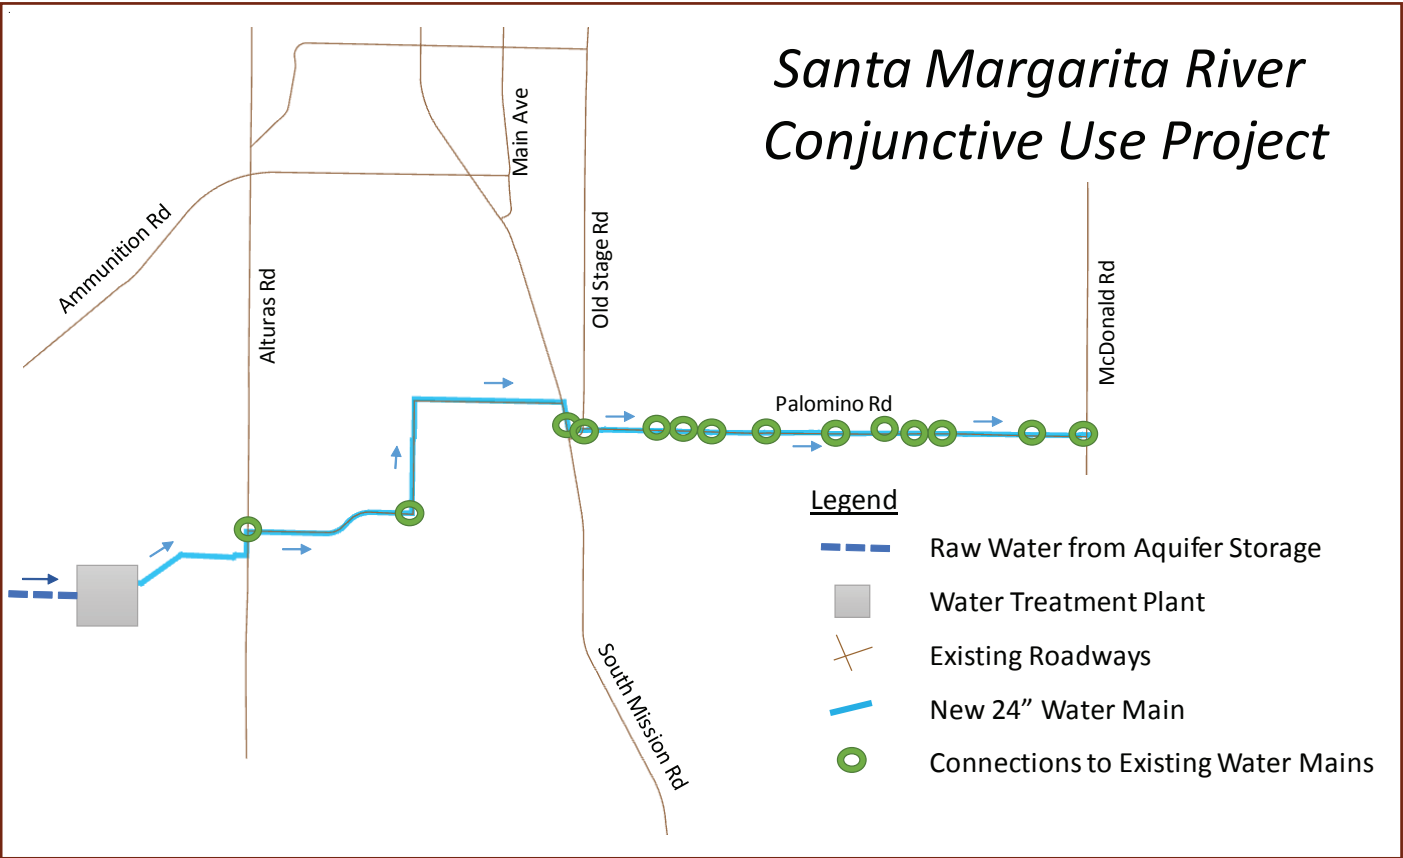 Santa Margarita River
Conjunctive Use Project
Main Ave
Ammunition Rd
Old Stage Rd
Alturas Rd
McDonald Rd
Palomino Rd
Legend
Raw Water from Aquifer Storage
Water Treatment Plant
Existing Roadways
New 24” Water Main
Connections to Existing Water Mains
South Mission Rd